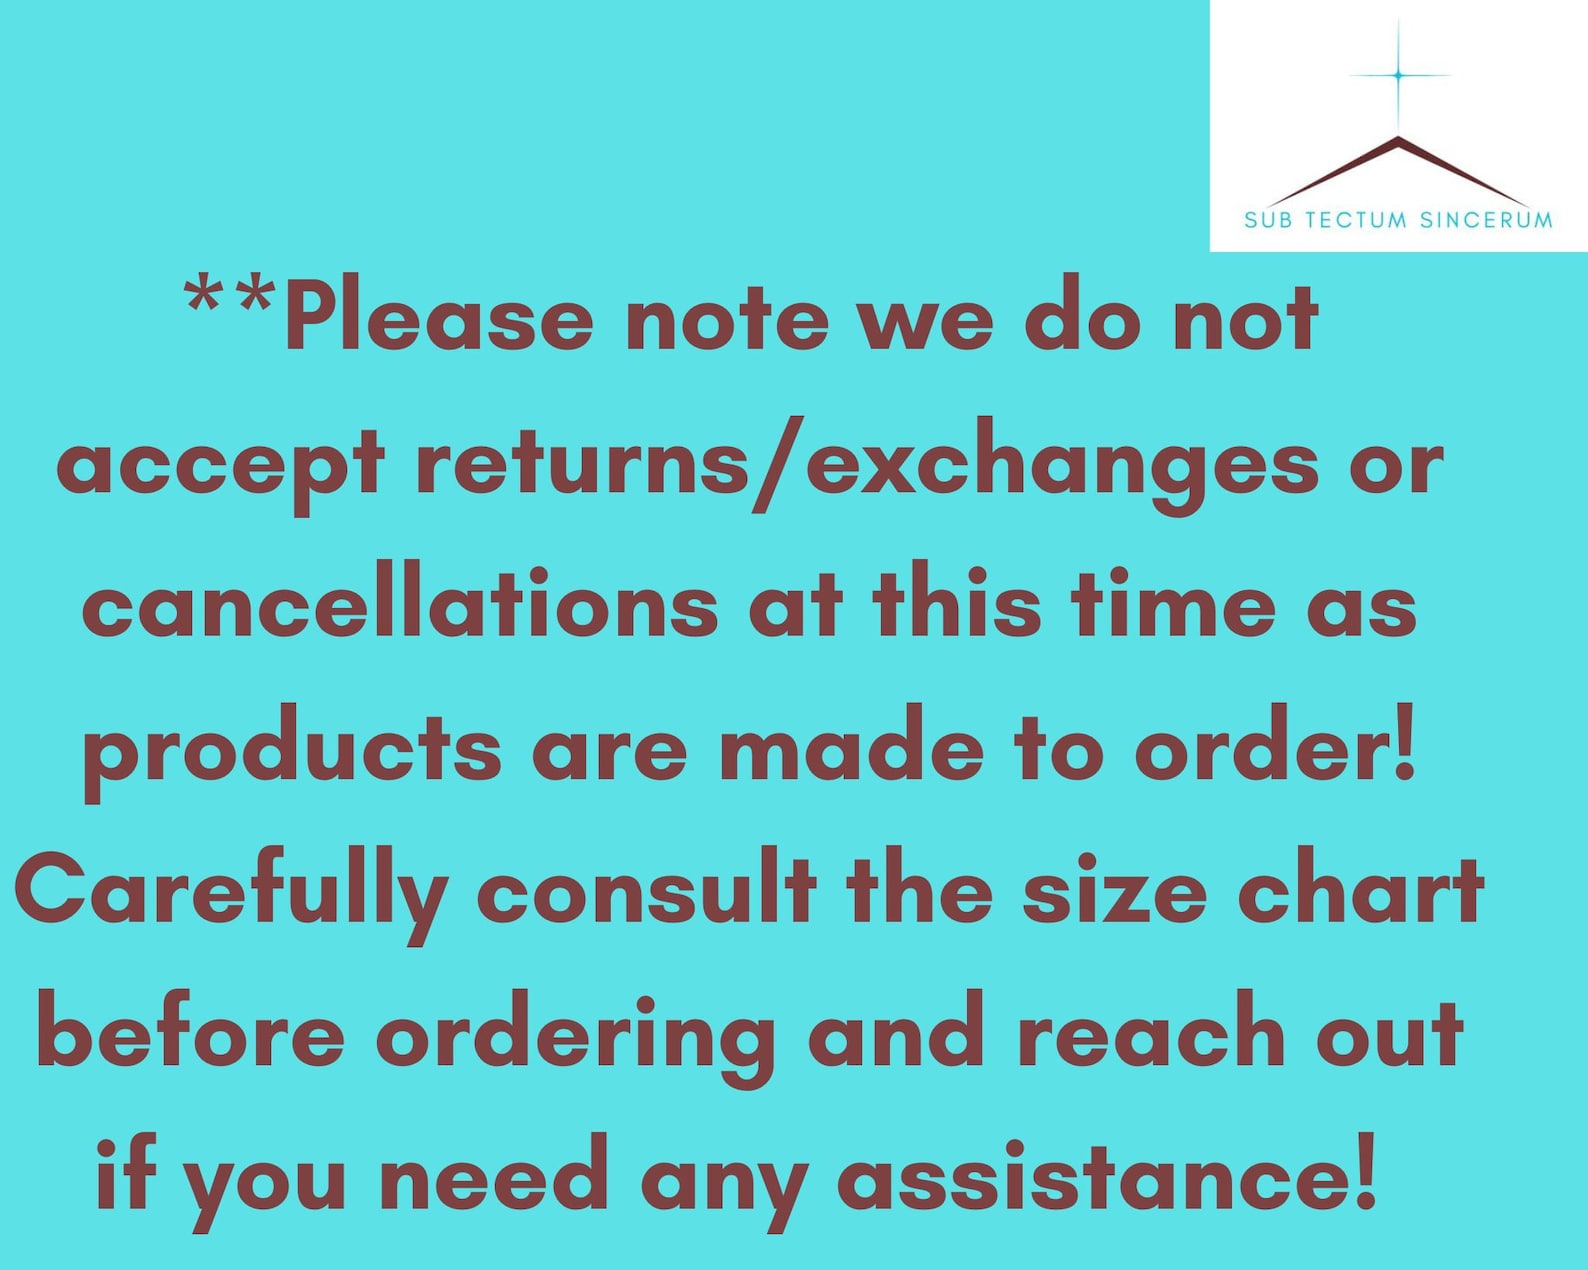 SUB TECTUM SINCERUM
**Please note we do not
accept returns/exchanges or
cancellations at this time as
products are made to order!
Carefully consult the size chart
before ordering and reach out
if you need any assistance!